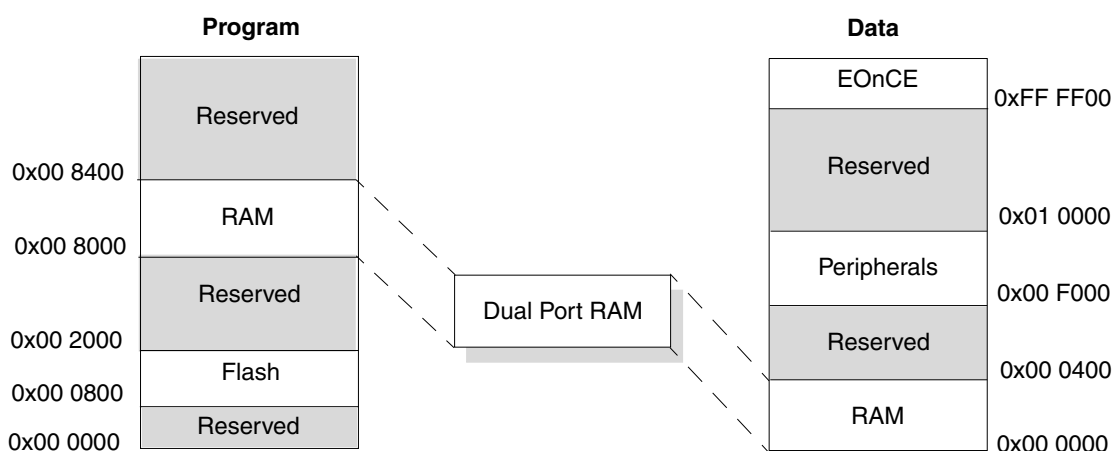 Program
Reserved
0x00 8400
RAM
0x00 8000
Reserved
0x00 2000
Flash
0x00 0800
Reserved
0x00 0000
Dual Port RAM
Data
EOnCE
0xFF FF00
Reserved
0x01 0000
Peripherals
0x00 F000
Reserved
0x00 0400
RAM
0x00 0000